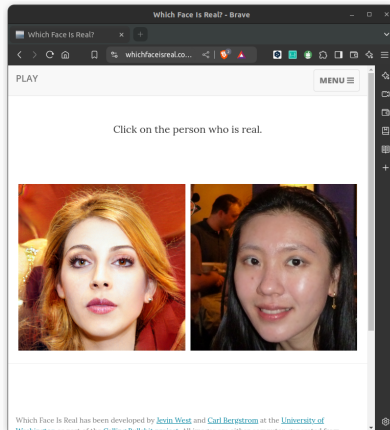 Which Face Is Real? - Brave
Which Face Is Real?
whichfaceisreal.co...
PLAY
MENU
Click on the person who is real.
Which Face Is Real has been developed by Jevin West and Carl Bergstrom at the University of